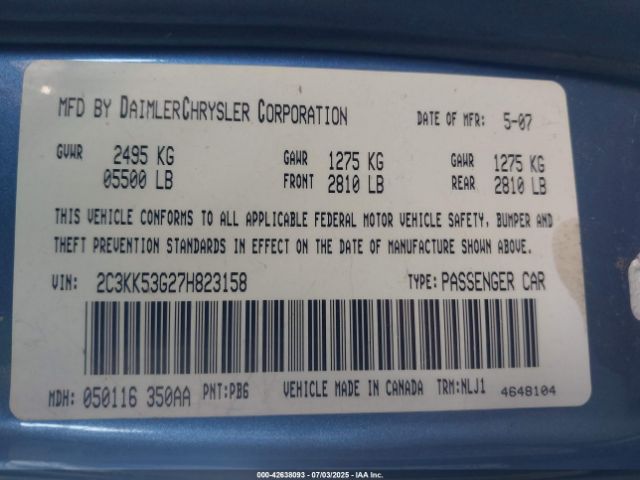 MFD BY DAIMLERCHRYSLER CORPORATION DATE OF MFR: 5-07
GVWR 2495 KG GAWR 1275 KG GAWR 1275 KG
05500 LB FRONT 2810 LB REAR 2810 LB
THIS VEHICLE CONFORMS TO ALL APPLICABLE FEDERAL MOTOR VEHICLE SAFETY, BUMPER AND
THEFT PREVENTION STANDARDS IN EFFECT ON THE DATE OF MANUFACTURE SHOWN ABOVE.
VIN: 2C3KK53G27H823158 TYPE: PASSENGER CAR
MDH: 050116 350AA PNT:PB6 VEHICLE MADE IN CANADA TRM:NLJ1 4648104
000-42638093 - 07/03/2025 - IAA Inc.